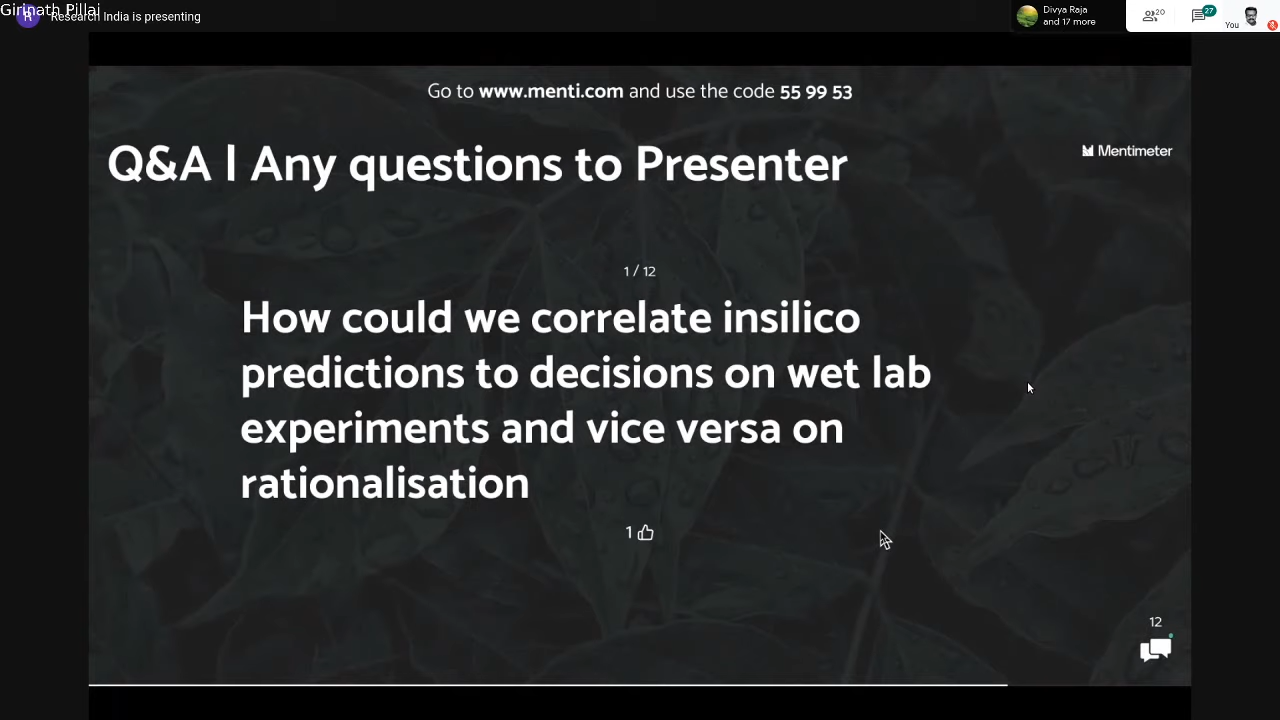 Girinath Pillai
R
Research India is presenting
Divya Raja
and 17 more
20
27
You
Go to www.menti.com and use the code 55 99 53
Q&A | Any questions to Presenter
Mentimeter
1 / 12
How could we correlate insilico
predictions to decisions on wet lab
experiments and vice versa on
rationalisation
1
12